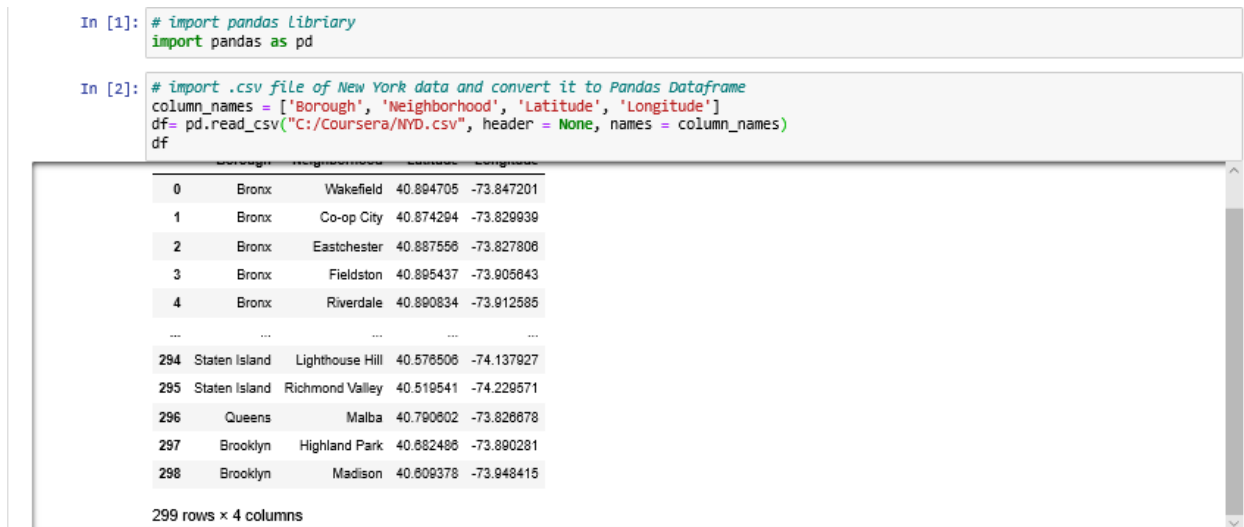 In [1]: # import pandas Libriary
import pandas as pd
In [2]: # import .csv file of New York data and convert it to Pandas Dataframe
column_names = ['Borough', 'Neighborhood', 'Latitude', 'Longitude']
df= pd.read_csv("C:/Coursera/NYD.csv", header = None, names = column_names)
df
Borough Neighborhood Latitude Longitude
0 Bronx Wakefield 40.894705 -73.847201
1 Bronx Co-op City 40.874294 -73.829939
2 Bronx Eastchester 40.887556 -73.827806
3 Bronx Fieldston 40.895437 -73.905643
4 Bronx Riverdale 40.890834 -73.912585
... ... ... ... ...
294 Staten Island Lighthouse Hill 40.576506 -74.137927
295 Staten Island Richmond Valley 40.519541 -74.229571
296 Queens Malba 40.790602 -73.826678
297 Brooklyn Highland Park 40.682486 -73.890281
298 Brooklyn Madison 40.609378 -73.948415
299 rows × 4 columns